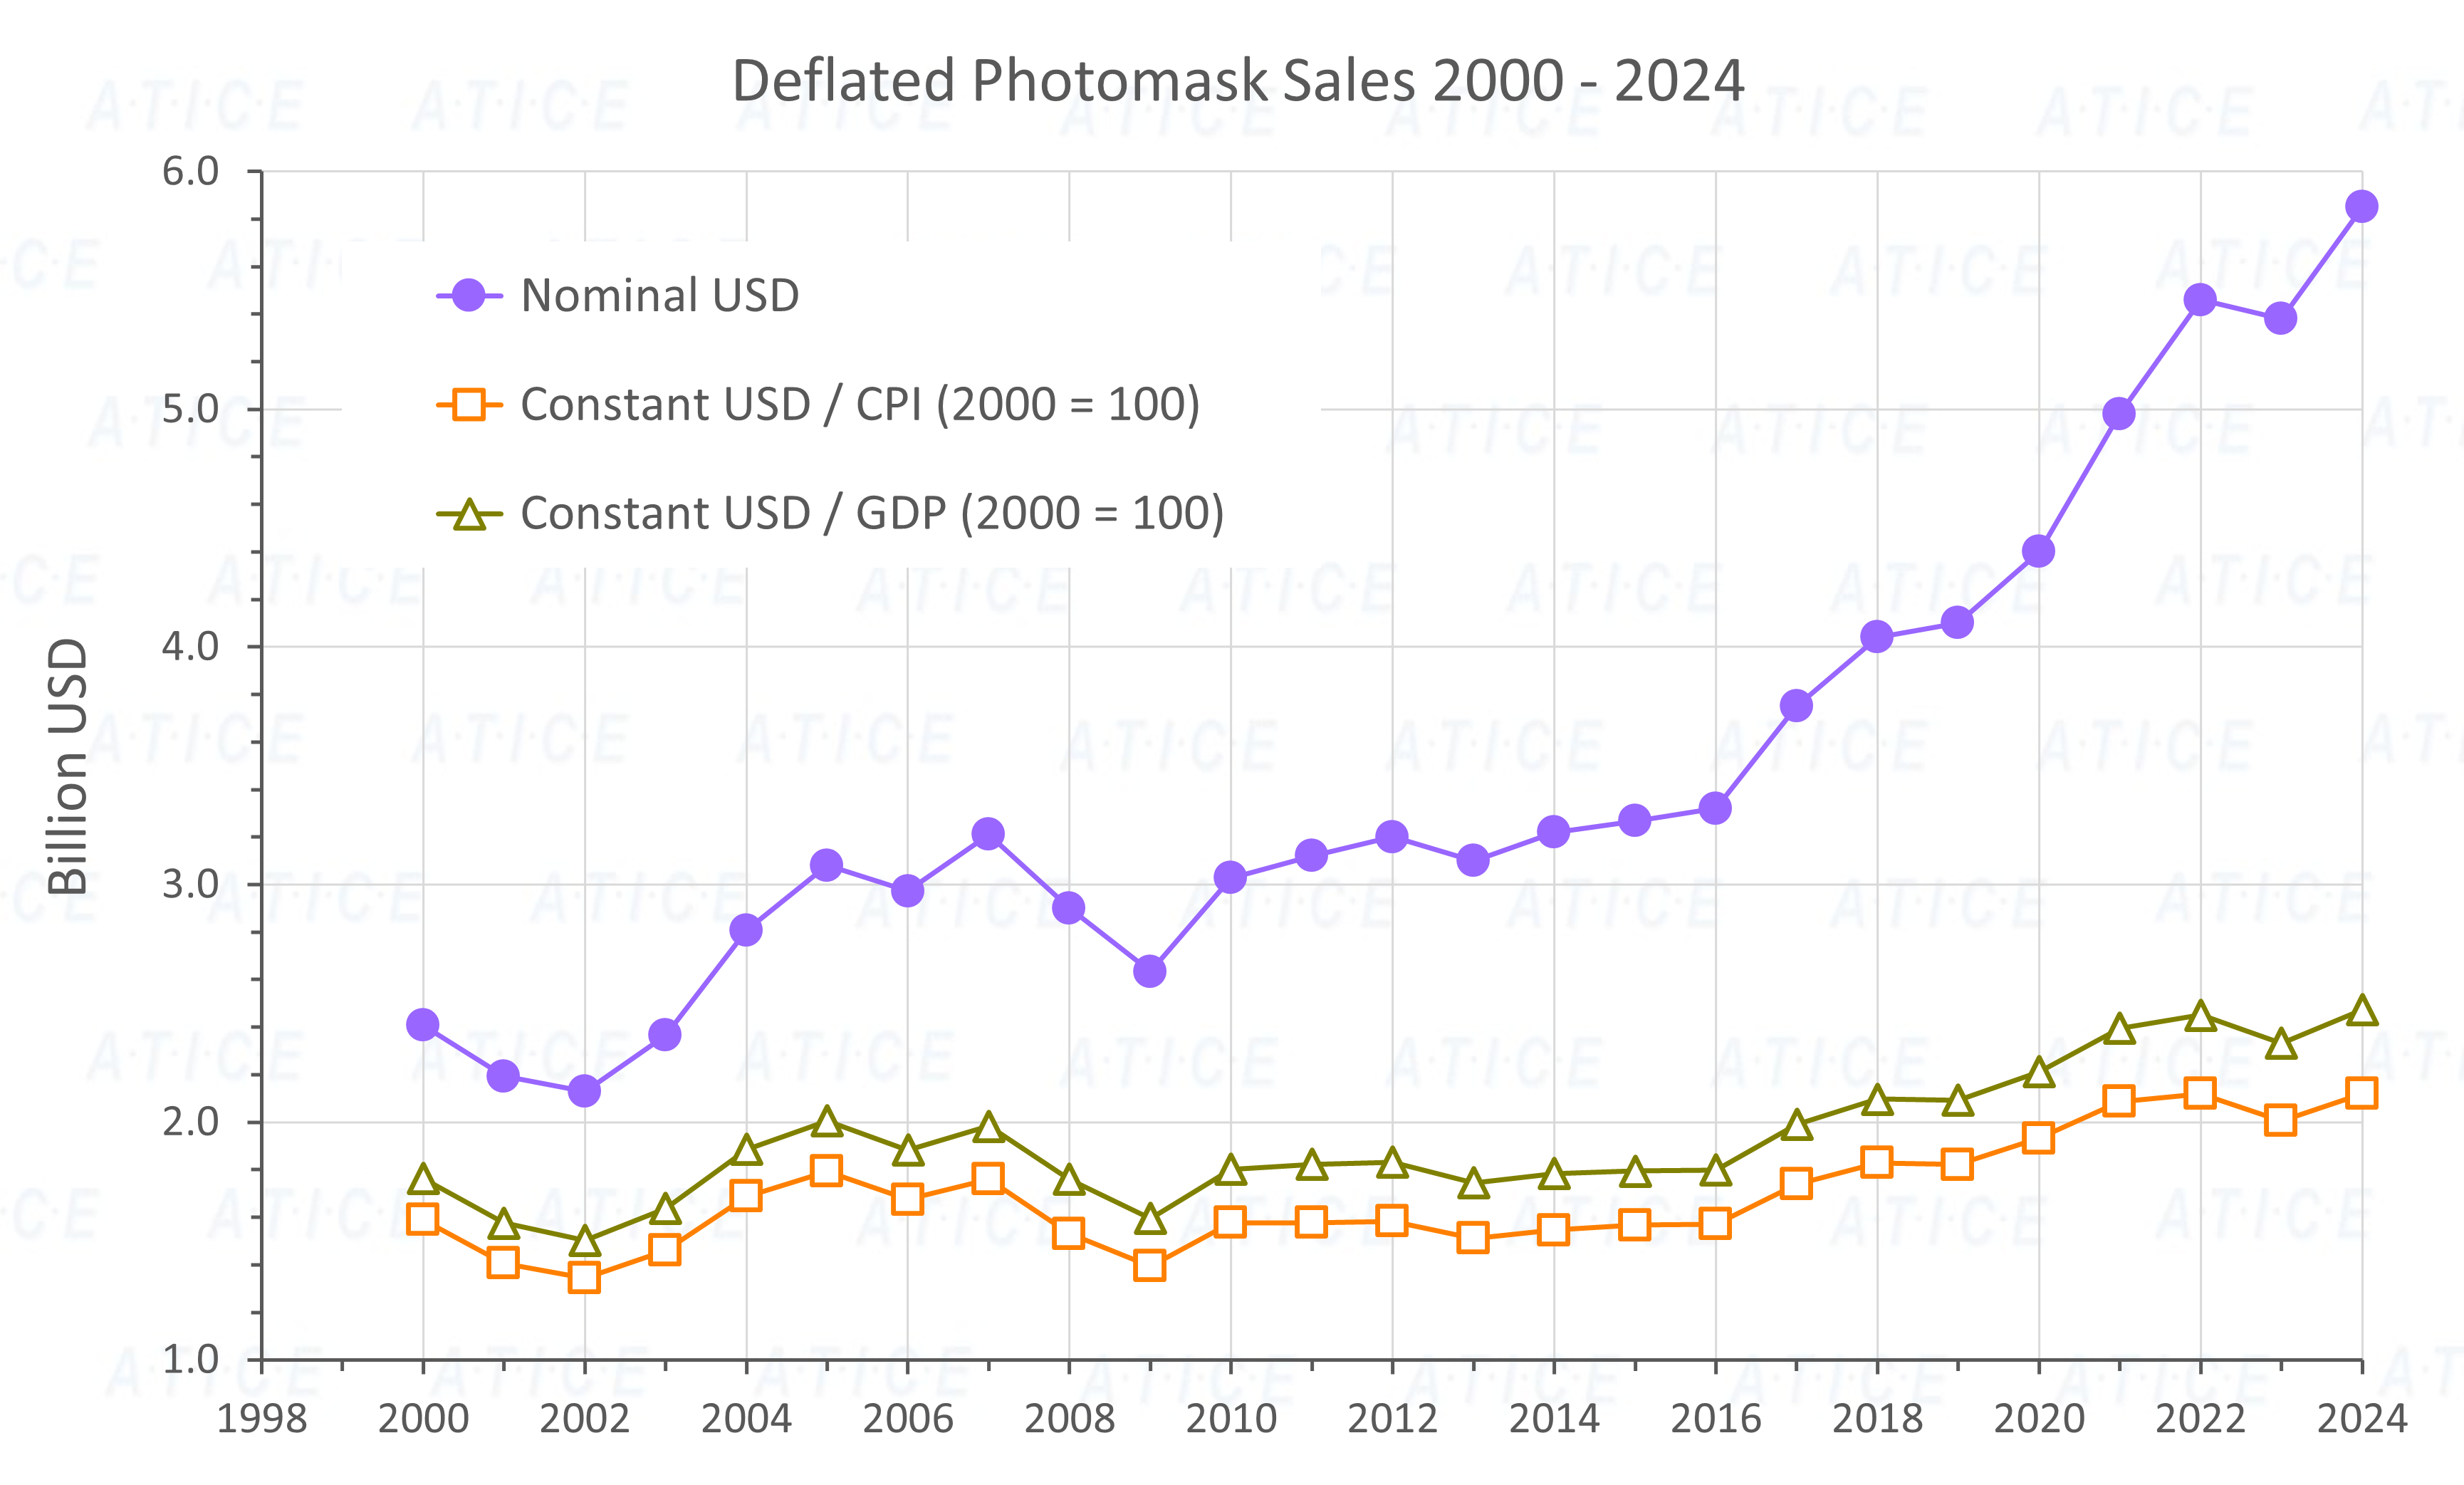 Deflated Photomask Sales 2000 - 2024
6.0
5.0
4.0
3.0
2.0
1.0
Billion USD
Nominal USD
Constant USD / CPI (2000 = 100)
Constant USD / GDP (2000 = 100)
1998 2000 2002 2004 2006 2008 2010 2012 2014 2016 2018 2020 2022 2024
A·T·I·C·E